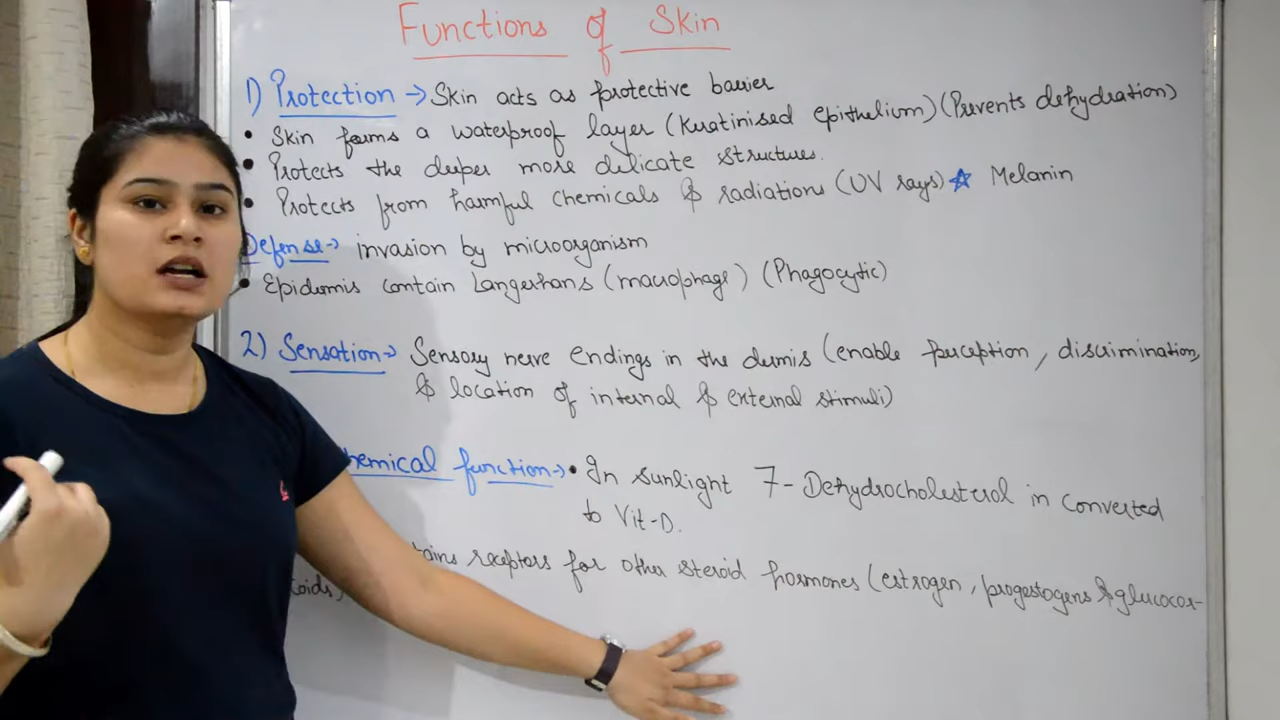 Functions of Skin
1) Protection → Skin acts as protective barrier
• Skin forms a waterproof layer (Keratinised epithelium) (Prevents dehydration)
• Protects the deeper more delicate structures.
• Protects from harmful chemicals & radiations (UV rays) ☆ Melanin
Defense→ invasion by microorganism
• Epidermis contain Langerhans (macrophage) (Phagocytic)
2) Sensation→ Sensory nerve endings in the dermis (enable perception, discrimination,
& location of internal & external stimuli)
hemical function→ • In sunlight 7-Dehydrocholesterol in converted
to Vit-D.
tains receptors for other steroid hormones (estrogen, progestogens & glucocor-
coids)